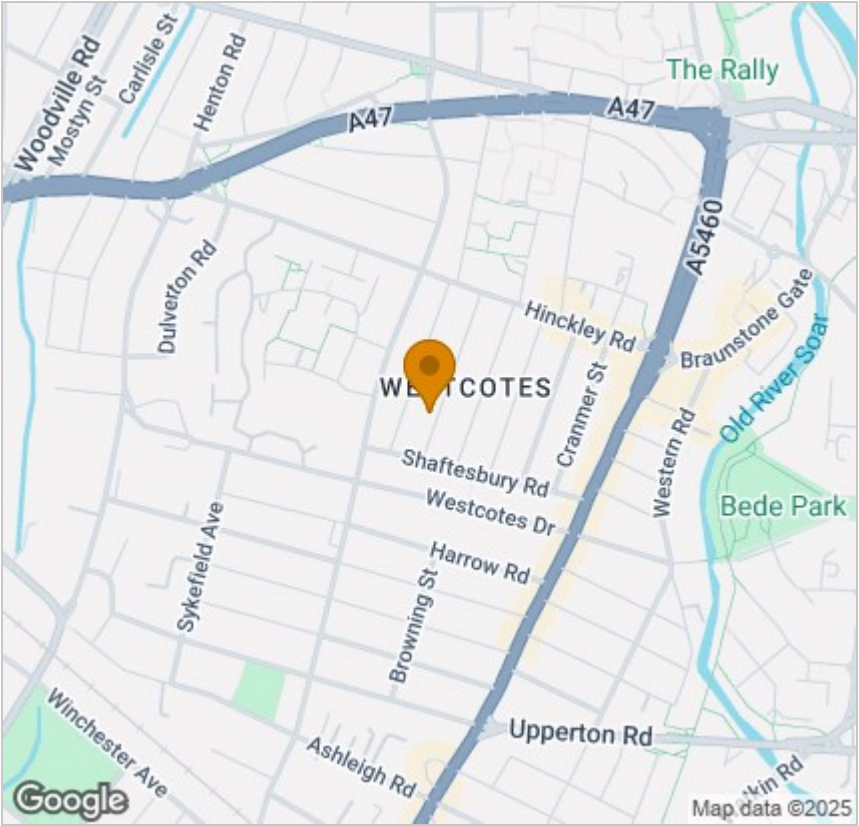 The Rally
Woodville Rd
Mostyn St
Carlisle St
Henton Rd
A47
A47
A5460
Dulverton Rd
Hinckley Rd
Braunstone Gate
Old River Soar
Cranmer St
Western Rd
Shaftesbury Rd
Westcotes Dr
Bede Park
Harrow Rd
Sykefield Ave
Browning St
Winchester Ave
Ashleigh Rd
Upperton Rd
Google
Map data ©2025